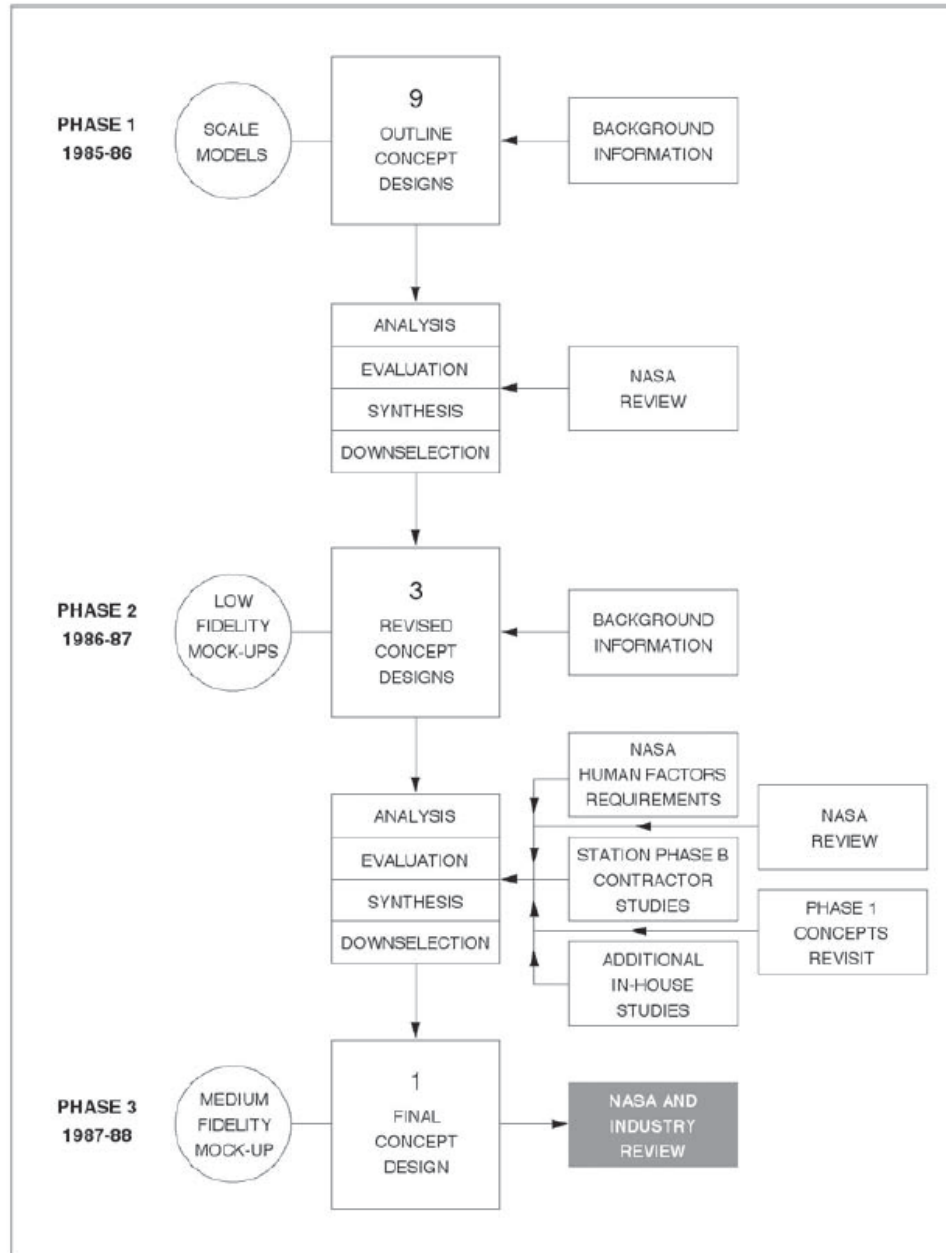 PHASE 1
1985-86
SCALE
MODELS
9
OUTLINE
CONCEPT
DESIGNS
BACKGROUND
INFORMATION
ANALYSIS
EVALUATION
SYNTHESIS
DOWNSELECTION
NASA
REVIEW
PHASE 2
1986-87
LOW
FIDELITY
MOCK-UPS
3
REVISED
CONCEPT
DESIGNS
BACKGROUND
INFORMATION
ANALYSIS
EVALUATION
SYNTHESIS
DOWNSELECTION
NASA
HUMAN FACTORS
REQUIREMENTS
STATION PHASE B
CONTRACTOR
STUDIES
ADDITIONAL
IN-HOUSE
STUDIES
NASA
REVIEW
PHASE 1
CONCEPTS
REVISIT
PHASE 3
1987-88
MEDIUM
FIDELITY
MOCK-UP
1
FINAL
CONCEPT
DESIGN
NASA AND
INDUSTRY
REVIEW